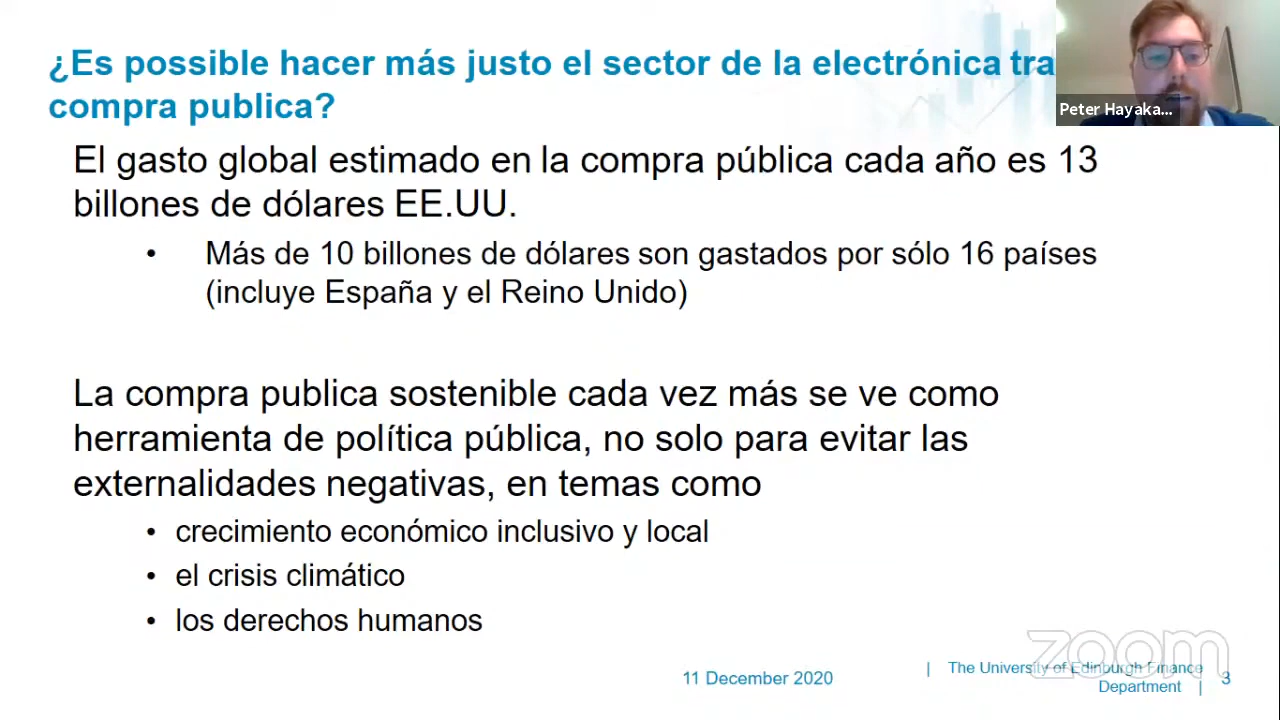 ¿Es possible hacer más justo el sector de la electrónica tra
compra publica?
Peter Hayaka...
El gasto global estimado en la compra pública cada año es 13
billones de dólares EE.UU.
• Más de 10 billones de dólares son gastados por sólo 16 países
(incluye España y el Reino Unido)
La compra publica sostenible cada vez más se ve como
herramienta de política pública, no solo para evitar las
externalidades negativas, en temas como
• crecimiento económico inclusivo y local
• el crisis climático
• los derechos humanos
zoom
11 December 2020
| The University of Edinburgh Finance
Department |
3